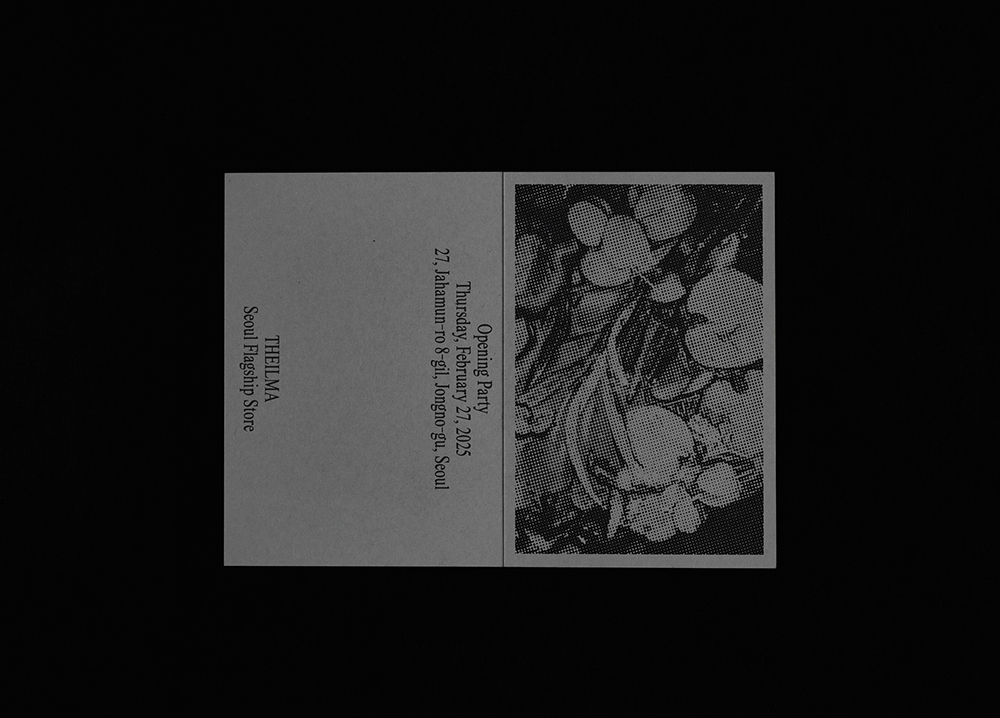 Opening Party
Thursday, February 27, 2025
27, Jahamun-ro 8-gil, Jongno-gu, Seoul
THEILMA
Seoul Flagship Store